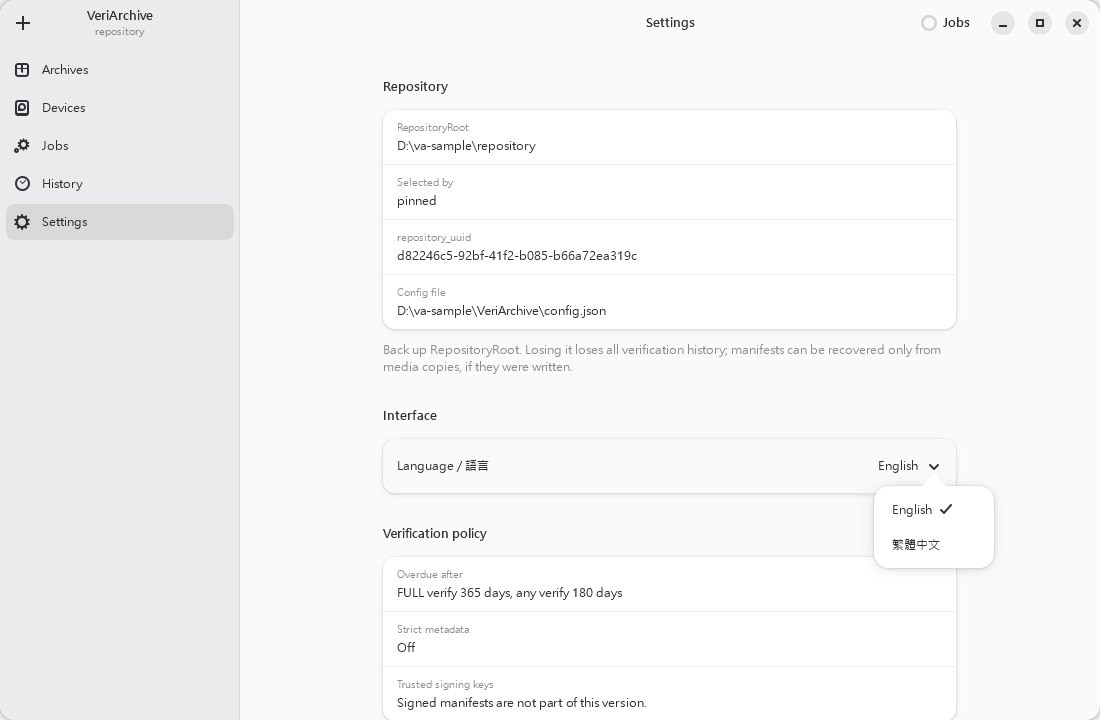 VeriArchive
repository
Archives
Devices
Jobs
History
Settings
Settings
Jobs
Repository
RepositoryRoot
D:\va-sample\repository
Selected by
pinned
repository_uuid
d82246c5-92bf-41f2-b085-b66a72ea319c
Config file
D:\va-sample\VeriArchive\config.json
Back up RepositoryRoot. Losing it loses all verification history; manifests can be recovered only from
media copies, if they were written.
Interface
Language / 語言
English
English
繁體中文
Verification policy
Overdue after
FULL verify 365 days, any verify 180 days
Strict metadata
Off
Trusted signing keys
Signed manifests are not part of this version.